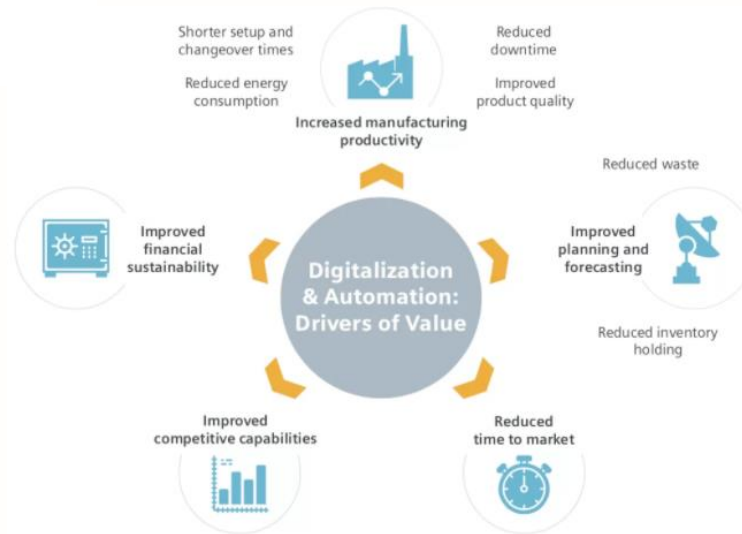 Shorter setup and
changeover times
Reduced energy
consumption
Reduced
downtime
Improved
product quality
Increased manufacturing
productivity
Reduced waste
Improved
financial
sustainability
Improved
planning and
forecasting
Digitalization
& Automation:
Drivers of Value
Reduced inventory
holding
Improved
competitive capabilities
Reduced
time to market